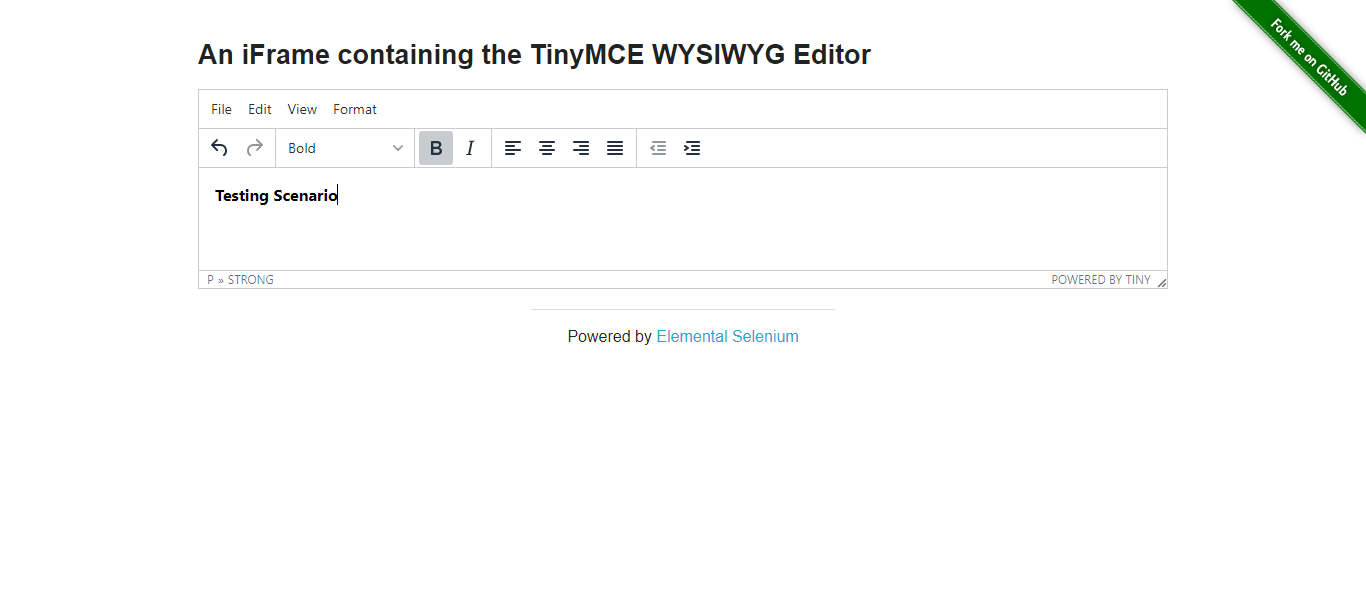 Fork me on GitHub
An iFrame containing the TinyMCE WYSIWYG Editor
File Edit View Format
Bold B I
Testing Scenario
P » STRONG POWERED BY TINY
Powered by Elemental Selenium